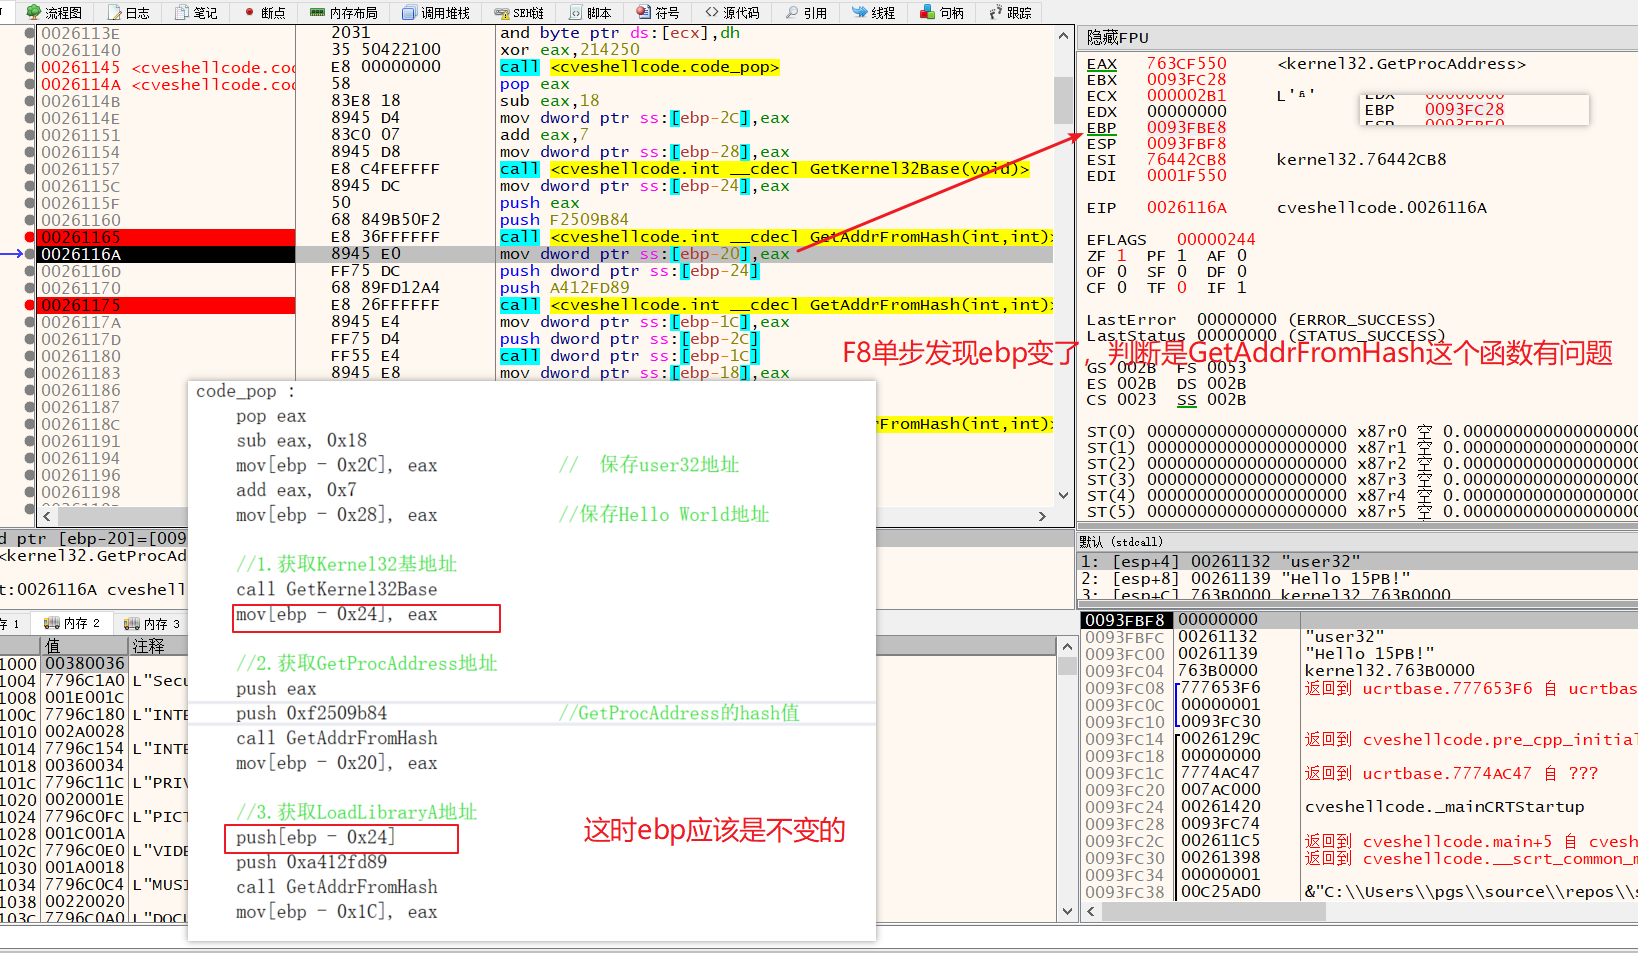 流程图 日志 笔记 断点 内存布局 调用堆栈 SEH链 脚本 符号 源代码 引用 线程 句柄 跟踪
0026113E 2031 and byte ptr ds:[ecx],dh
00261140 35 50422100 xor eax,214250
00261145 <cveshellcode.co E8 00000000 call <cveshellcode.code_pop>
0026114A <cveshellcode.co 58 pop eax
0026114B 83E8 18 sub eax,18
0026114E 8945 D4 mov dword ptr ss:[ebp-2C],eax
00261151 83C0 07 add eax,7
00261154 8945 D8 mov dword ptr ss:[ebp-28],eax
00261157 E8 C4FEFFFF call <cveshellcode.int __cdecl GetKernel32Base(void)>
0026115C 8945 DC mov dword ptr ss:[ebp-24],eax
0026115F 50 push eax
00261160 68 849B50F2 push F2509B84
00261165 E8 36FFFFFF call <cveshellcode.int __cdecl GetAddrFromHash(int,int)>
0026116A 8945 E0 mov dword ptr ss:[ebp-20],eax
0026116D FF75 DC push dword ptr ss:[ebp-24]
00261170 68 89FD12A4 push A412FD89
00261175 E8 26FFFFFF call <cveshellcode.int __cdecl GetAddrFromHash(int,int)>
0026117A 8945 E4 mov dword ptr ss:[ebp-1C],eax
0026117D FF75 D4 push dword ptr ss:[ebp-2C]
00261180 FF55 E4 call dword ptr ss:[ebp-1C]
00261183 8945 E8 mov dword ptr ss:[ebp-18],eax
00261186
00261187
0026118C FromHash(int,int)>
00261191
00261194
00261196
00261198
隐藏FPU
EAX 763CF550 <kernel32.GetProcAddress>
EBX 0093FC28
ECX 000002B1
EDX 00000000
EBP 0093FBE8
ESP 0093FBF8
ESI 76442CB8 kernel32.76442CB8
EDI 0001F550
EBP 0093FC28
EIP 0026116A cveshellcode.0026116A
EFLAGS 00000244
ZF 1 PF 1 AF 0
OF 0 SF 0 DF 0
CF 0 TF 0 IF 1
LastError 00000000 (ERROR_SUCCESS)
LastStatus 00000000 (STATUS_SUCCESS)
F8单步发现ebp变了，判断是GetAddrFromHash这个函数有问题
GS 002B FS 0053
ES 002B DS 002B
CS 0023 SS 002B
ST(0) 00000000000000000000 x87r0 空 0.0000000000000000
ST(1) 00000000000000000000 x87r1 空 0.0000000000000000
ST(2) 00000000000000000000 x87r2 空 0.0000000000000000
ST(3) 00000000000000000000 x87r3 空 0.0000000000000000
ST(4) 00000000000000000000 x87r4 空 0.0000000000000000
ST(5) 00000000000000000000 x87r5 空 0.0000000000000000
code_pop :
pop eax
sub eax, 0x18
mov[ebp - 0x2C], eax // 保存user32地址
add eax, 0x7
mov[ebp - 0x28], eax //保存Hello World地址
//1.获取Kernel32基地址
call GetKernel32Base
mov[ebp - 0x24], eax
//2.获取GetProcAddress地址
push eax
push 0xf2509b84 //GetProcAddress的hash值
call GetAddrFromHash
mov[ebp - 0x20], eax
//3.获取LoadLibraryA地址
push[ebp - 0x24]
push 0xa412fd89
call GetAddrFromHash
mov[ebp - 0x1C], eax
这时ebp应该是不变的
d ptr [ebp-20]=[009
<kernel32.GetProcAd
t:0026116A cveshell
存 1 内存 2 内存 3
值 注释
1000 00380036
1004 7796C1A0 L"Secu
1008 001E001C
100C 7796C180 L"INTE
1010 002A0028
1014 7796C154 L"INTE
1018 00360034
101C 7796C11C L"PRIV
1020 0020001E
1024 7796C0FC L"PICT
1028 001C001A
102C 7796C0E0 L"VIDE
1030 001A0018
1034 7796C0C4 L"MUSI
1038 00220020
103C 7796C0A0 L"DOCU
默认 (stdcall)
1: [esp+4] 00261132 "user32"
2: [esp+8] 00261139 "Hello 15PB!"
3: [esp+C] 763B0000 kernel32.763B0000
0093FBF8 00000000
0093FBFC 00261132 "user32"
0093FC00 00261139 "Hello 15PB!"
0093FC04 763B0000 kernel32.763B0000
0093FC08 777653F6 返回到 ucrtbase.777653F6 自 ucrtbas
0093FC0C 00000001
0093FC10 0093FC30
0093FC14 0026129C 返回到 cveshellcode.pre_cpp_initial
0093FC18 00000000
0093FC1C 7774AC47 返回到 ucrtbase.7774AC47 自 ???
0093FC20 007AC000
0093FC24 00261420 cveshellcode._mainCRTStartup
0093FC28 0093FC74
0093FC2C 002611C5 返回到 cveshellcode.main+5 自 cvesh
0093FC30 00261398 返回到 cveshellcode.__scrt_common_m
0093FC34 00000001
0093FC38 00C25AD0 &"C:\\Users\\pgs\\source\\repos\\s